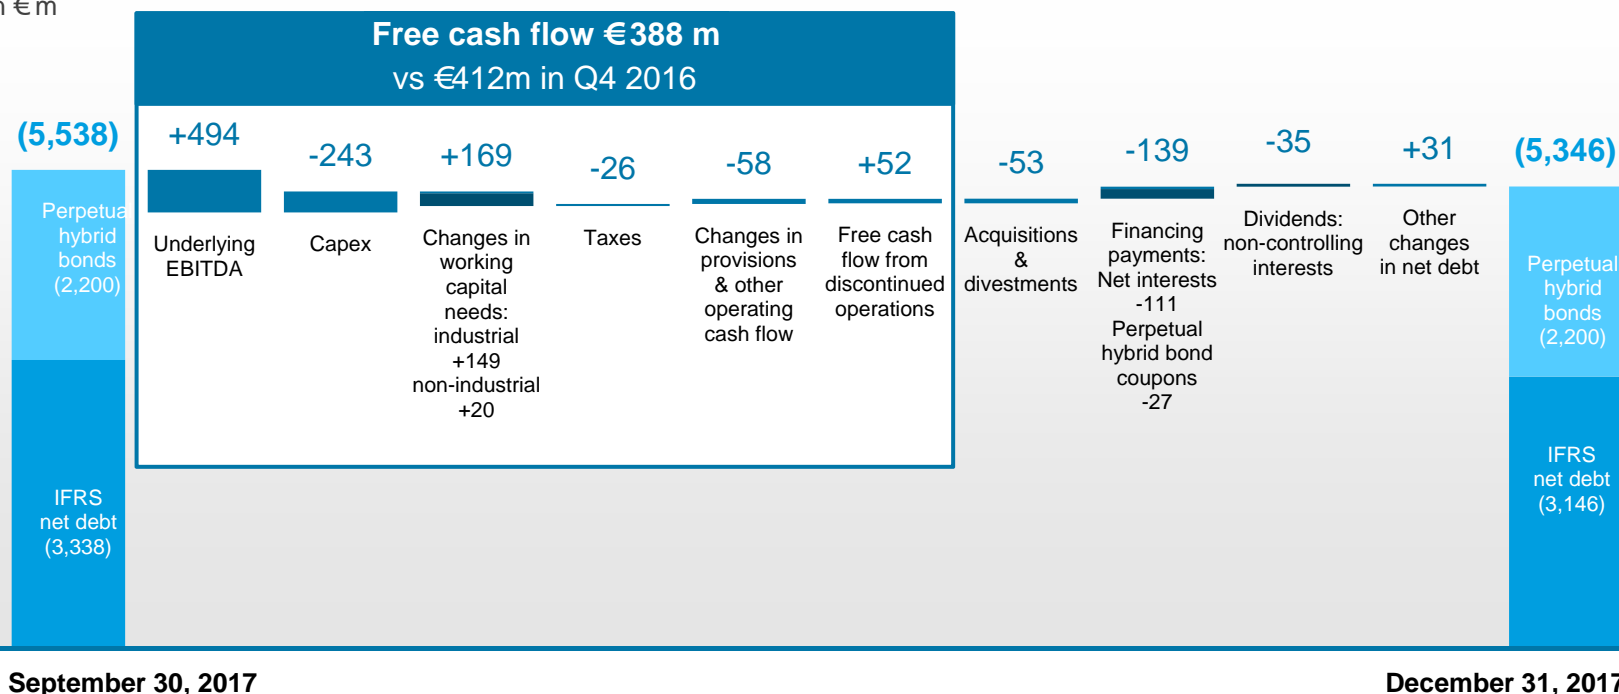 n € m
Free cash flow €388 m
vs €412m in Q4 2016
(5,538)
+494
-243
+169
-26
-58
+52
-53
-139
-35
+31
(5,346)
Perpetua
hybrid
bonds
(2,200)
Underlying
EBITDA
Capex
Changes in
working
capital
needs:
industrial
+149
non-industrial
+20
Taxes
Changes in
provisions
& other
operating
cash flow
Free cash
flow from
discontinued
operations
Acquisitions
&
divestments
Financing
payments:
Net interests
-111
Perpetual
hybrid bond
coupons
-27
Dividends:
non-controlling
interests
Other
changes
in net debt
Perpetual
hybrid
bonds
(2,200)
IFRS
net debt
(3,338)
IFRS
net debt
(3,146)
September 30, 2017
December 31, 2017